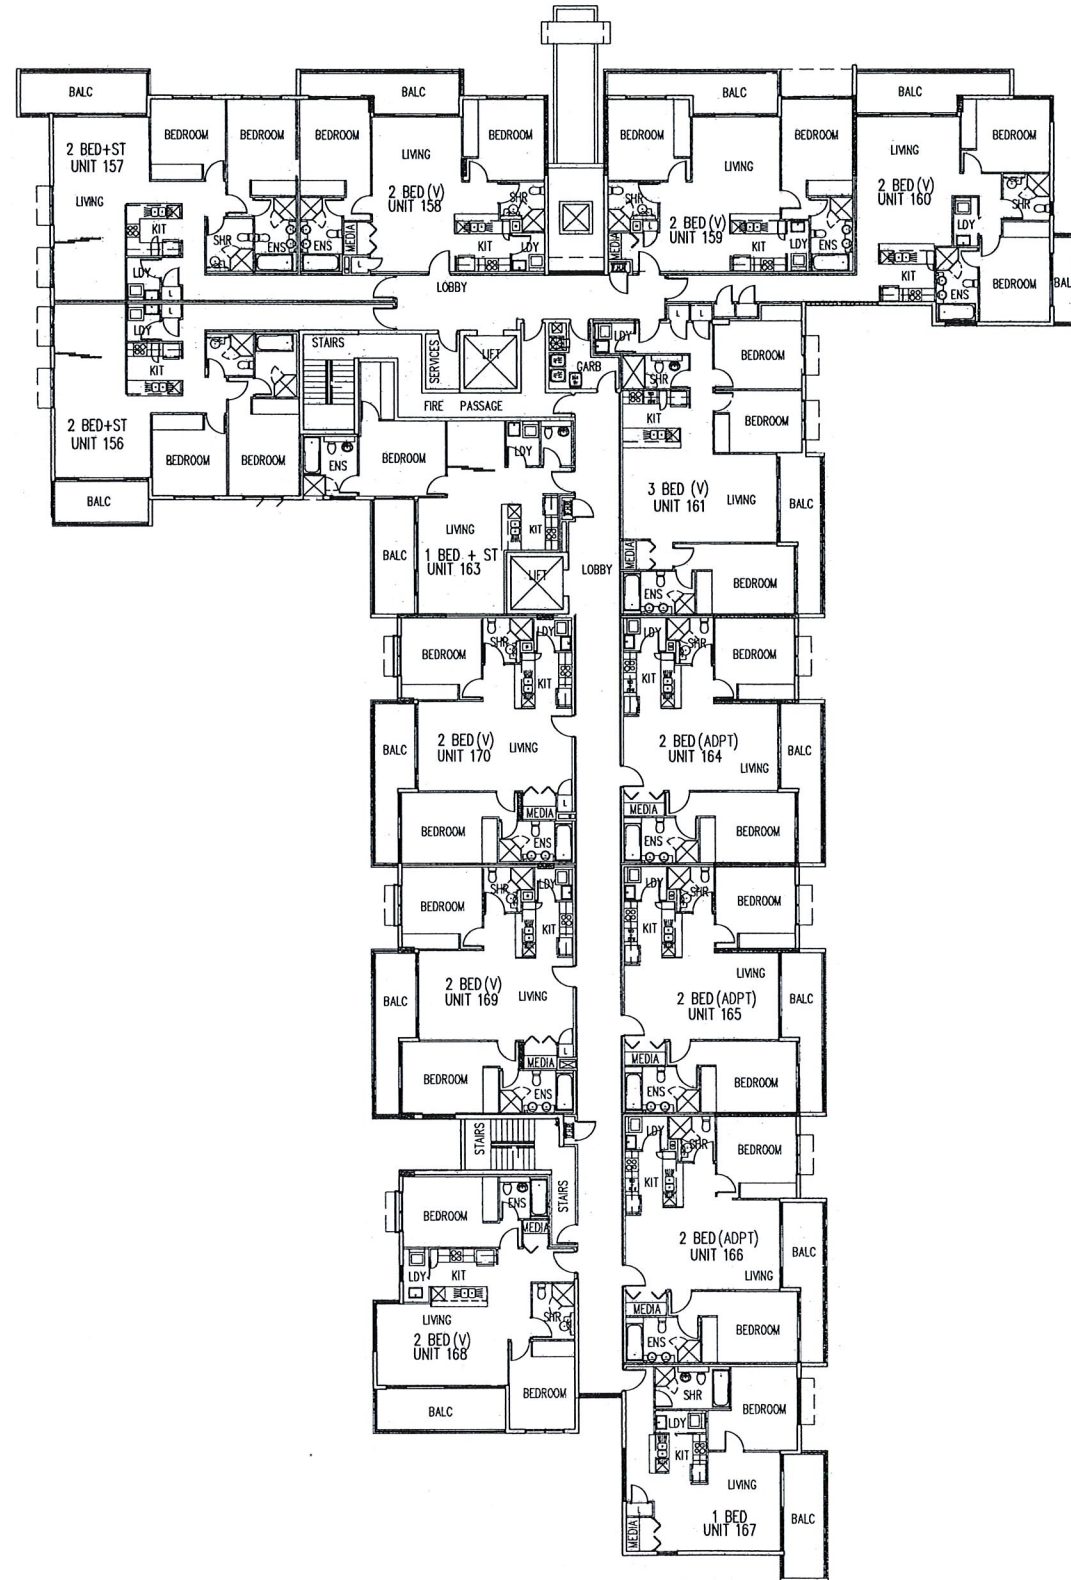 BALC
BALC
BALC
BALC
BEDROOM
BEDROOM
BEDROOM
BEDROOM
BEDROOM
BEDROOM
BEDROOM
2 BED+ST
UNIT 157
LIVING
LIVING
2 BED(V)
UNIT 158
SHR
KIT
LDY
ENS
SHR
ENS
MEDIA
L
KIT
LDY
L
SHR
MEDIA
LIVING
2 BED(V)
UNIT 159
KIT
LDY
ENS
LIVING
2 BED(V)
UNIT 160
LDY
SHR
KIT
ENS
BEDROOM
BAL
LOBBY
L
LDY
KIT
2 BED+ST
UNIT 156
BEDROOM
BEDROOM
BALC
STAIRS
SERVICES
LIFT
GARB
FIRE PASSAGE
LDY
L
L
SHR
BEDROOM
KIT
BEDROOM
3 BED (V)
UNIT 161
LIVING
BALC
MEDIA
ENS
BEDROOM
ENS
BEDROOM
LDY
LIVING
KIT
BALC
1 BED + ST
UNIT 163
LIFT
LOBBY
BEDROOM
SHR
LDY
KIT
2 BED(V)
UNIT 170
LIVING
BALC
MEDIA
L
BEDROOM
ENS
LDY
SHR
BEDROOM
KIT
2 BED(ADPT)
UNIT 164
LIVING
BALC
MEDIA
ENS
BEDROOM
BEDROOM
SHR
LDY
KIT
2 BED(V)
UNIT 169
LIVING
BALC
MEDIA
L
BEDROOM
ENS
LDY
SHR
BEDROOM
KIT
LIVING
2 BED(ADPT)
UNIT 165
BALC
MEDIA
ENS
BEDROOM
STAIRS
STAIRS
BEDROOM
ENS
MEDIA
LDY
KIT
LIVING
SHR
2 BED(V)
UNIT 168
BEDROOM
BALC
LDY
SHR
BEDROOM
KIT
2 BED(ADPT)
UNIT 166
LIVING
BALC
MEDIA
ENS
BEDROOM
SHR
BEDROOM
LDY
KIT
LIVING
L
MEDIA
1 BED
UNIT 167
BALC